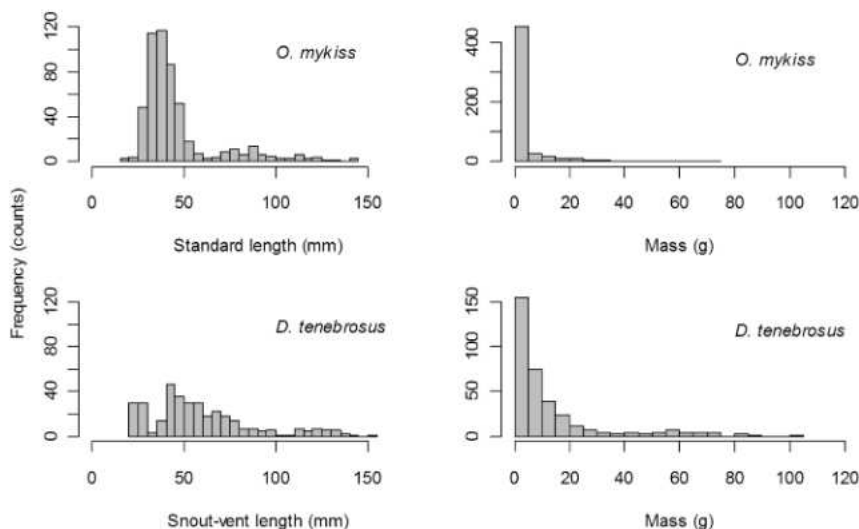 Frequency (counts)
0 40 80 120
O. mykiss
0 50 100 150
Standard length (mm)
0 200 400
O. mykiss
0 20 40 60 80 100 120
Mass (g)
0 40 80 120
D. tenebrosus
0 50 100 150
Snout-vent length (mm)
0 50 100 150
D. tenebrosus
0 20 40 60 80 100 120
Mass (g)